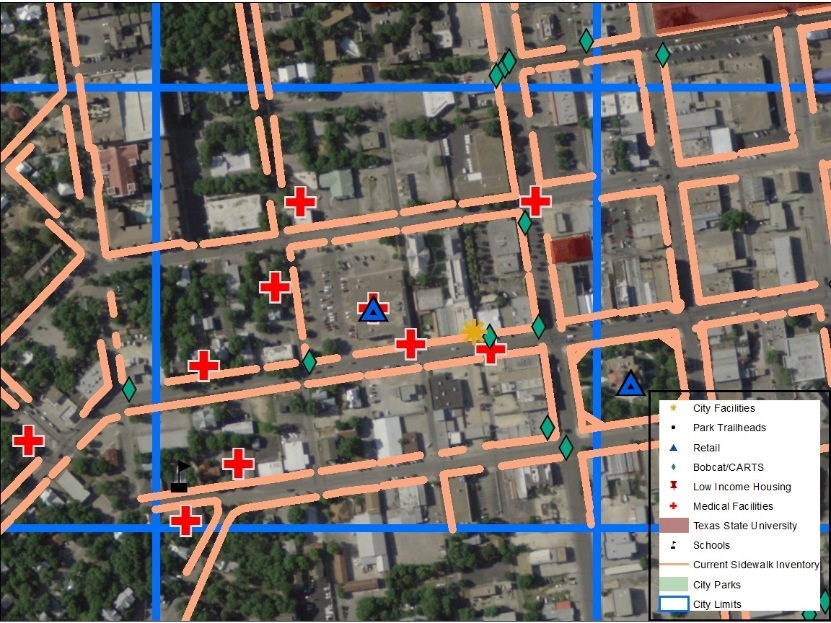 City Facilities
Park Trailheads
Retail
Bobcat/CARTS
Low Income Housing
Medical Facilities
Texas State University
Schools
Current Sidewalk Inventory
City Parks
City Limits